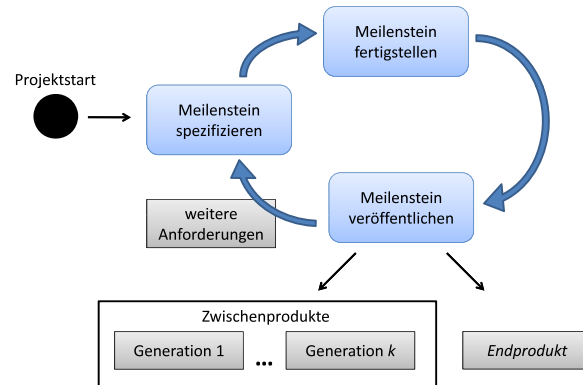 Meilenstein
fertigstellen
Projektstart
Meilenstein
spezifizieren
Meilenstein
veröffentlichen
weitere
Anforderungen
Zwischenprodukte
Generation 1
...
Generation k
Endprodukt